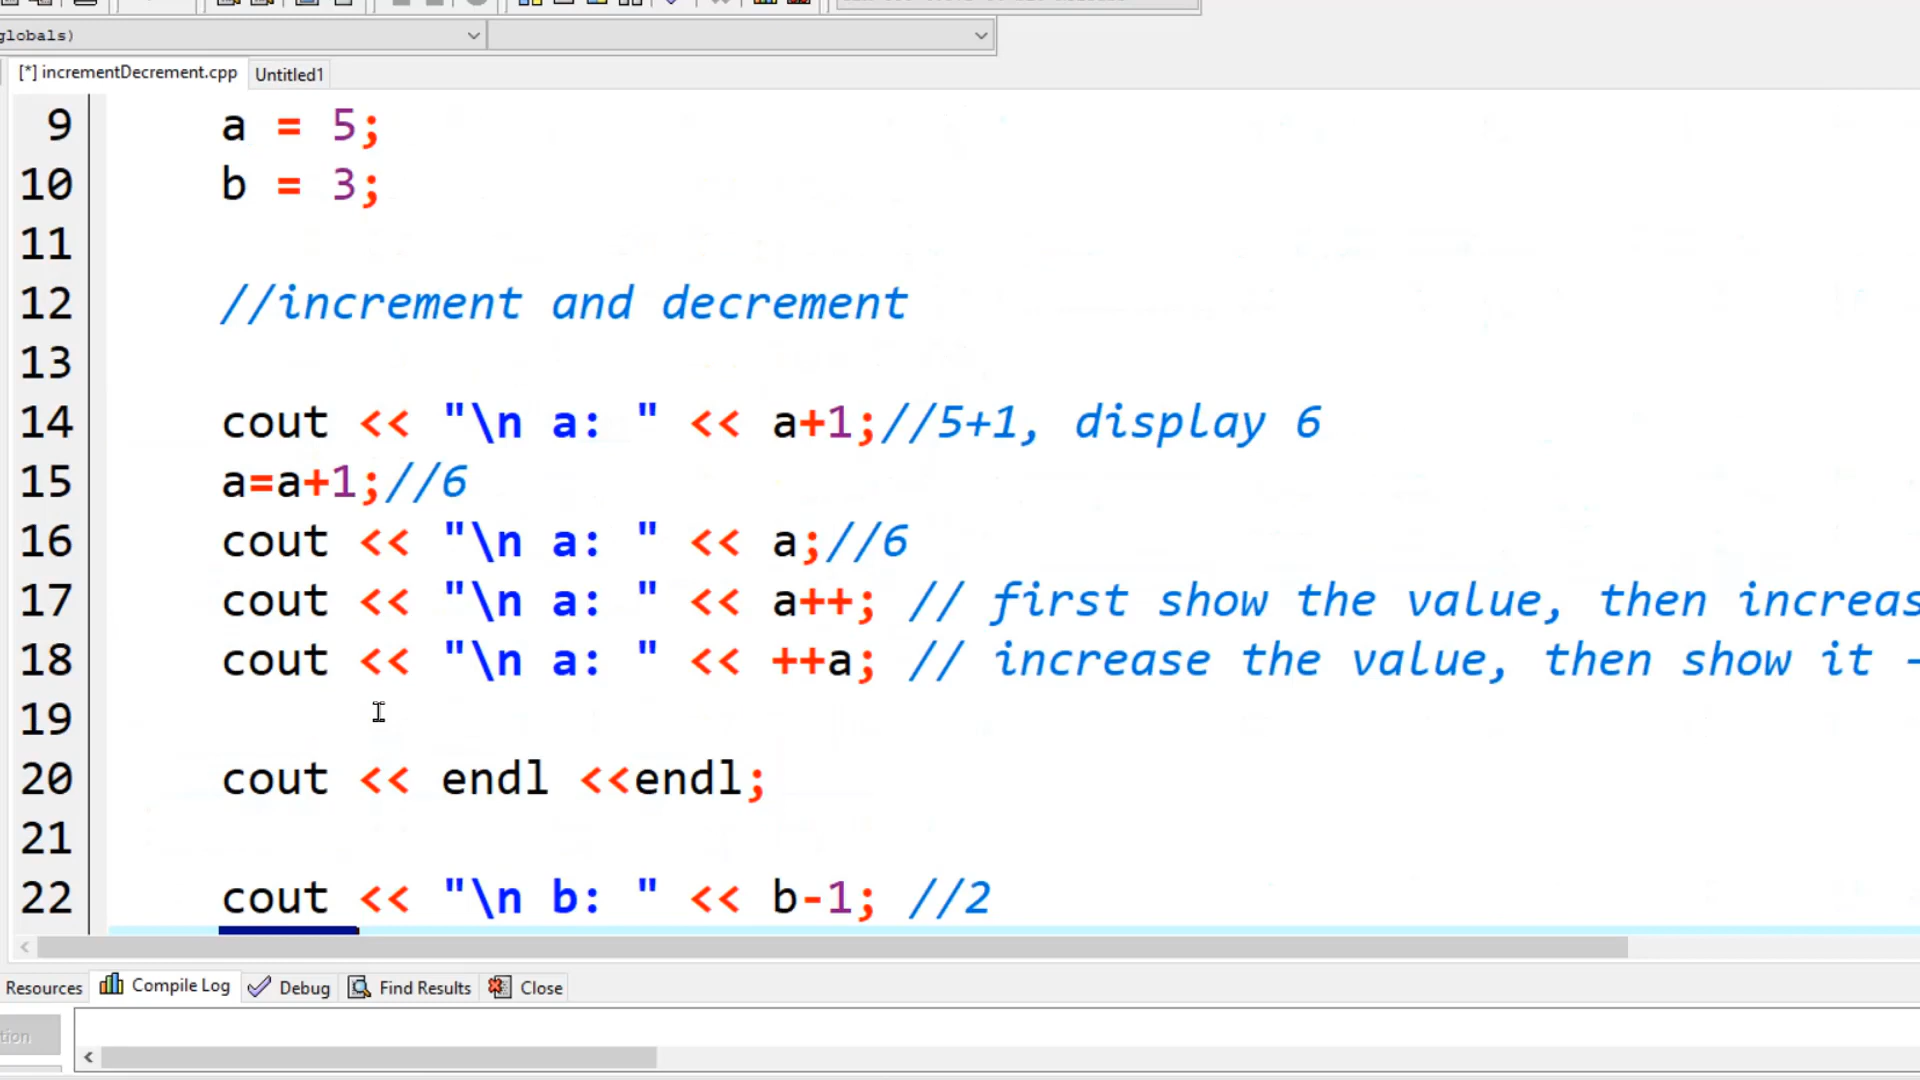 globals)
[*] incrementDecrement.cpp
Untitled1
9 a = 5;
10 b = 3;
11
12 //increment and decrement
13
14 cout << "\n a: " << a+1;//5+1, display 6
15 a=a+1;//6
16 cout << "\n a: " << a;//6
17 cout << "\n a: " << a++; // first show the value, then increas
18 cout << "\n a: " << ++a; // increase the value, then show it -
19
20 cout << endl <<endl;
21
22 cout << "\n b: " << b-1; //2
Resources
Compile Log
Debug
Find Results
Close
tion